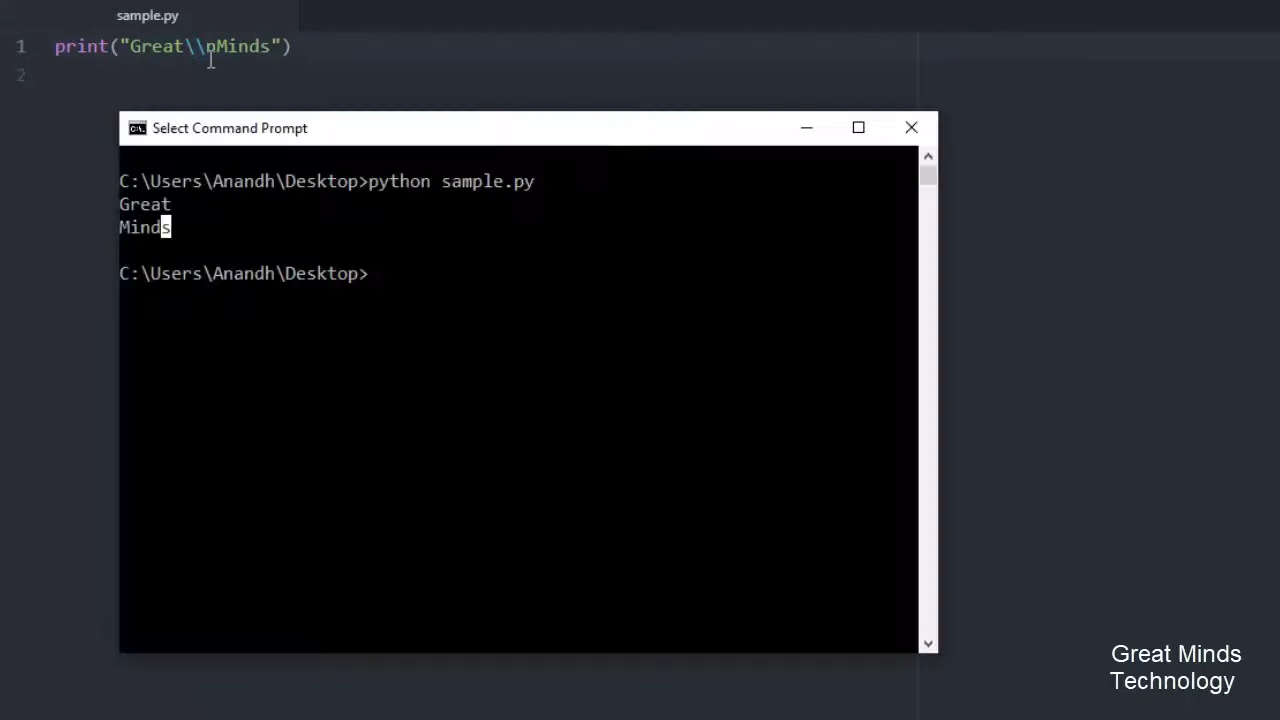 sample.py
1 print("Great\\nMinds")
2
Select Command Prompt
C:\Users\Anandh\Desktop>python sample.py
Great
Minds
C:\Users\Anandh\Desktop>
Great Minds
Technology